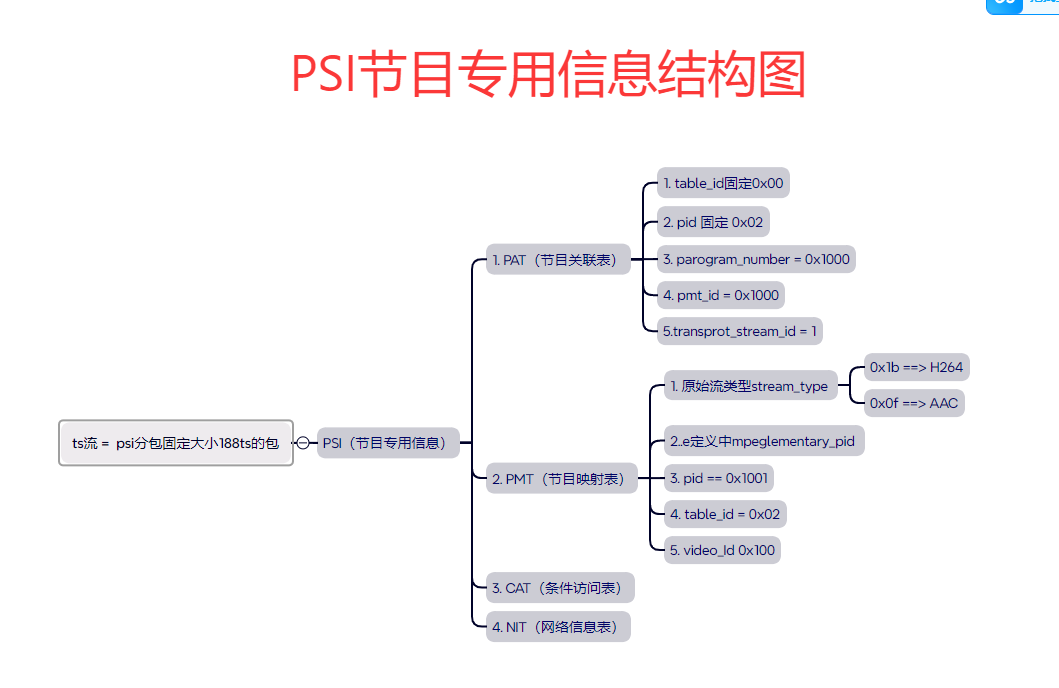 PSI节目专用信息结构图
1. table_id固定0x00
2. pid 固定 0x02
1. PAT（节目关联表）
3. parogram_number = 0x1000
4. pmt_id = 0x1000
5.transprot_stream_id = 1
1. 原始流类型stream_type
0x1b ==> H264
0x0f ==> AAC
ts流 = psi分包固定大小188ts的包
PSI（节目专用信息）
2..e定义中mpeglementary_pid
2. PMT（节目映射表）
3. pid == 0x1001
4. table_id = 0x02
5. video_Id 0x100
3. CAT（条件访问表）
4. NIT（网络信息表）